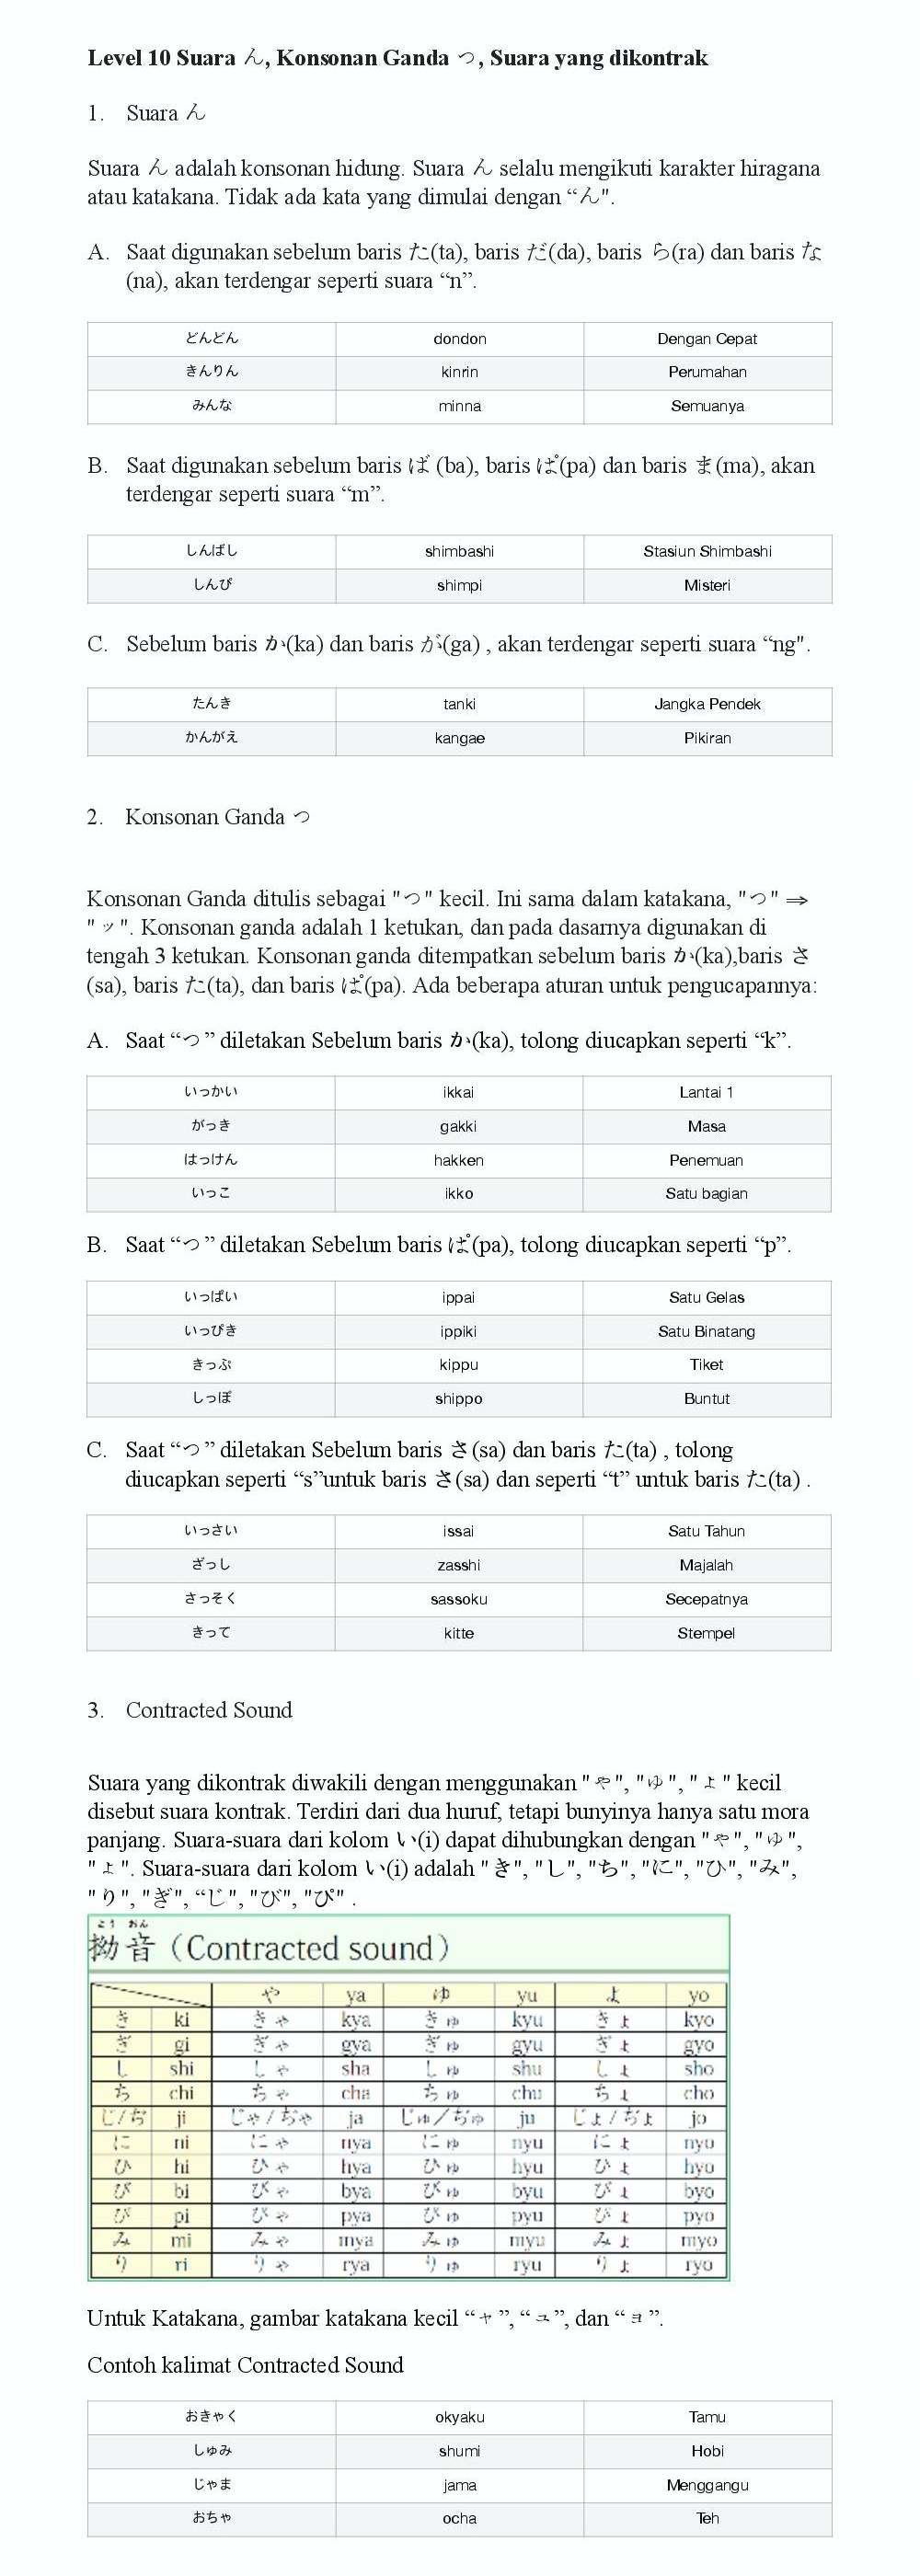 Level 10 Suara ん, Konsonan Ganda っ, Suara yang dikontrak
1. Suara ん
Suara ん adalah konsonan hidung. Suara ん selalu mengikuti karakter hiragana
atau katakana. Tidak ada kata yang dimulai dengan “ん".
A. Saat digunakan sebelum baris た(ta), baris だ(da), baris ら(ra) dan baris な
(na), akan terdengar seperti suara “n”.
どんどん dondon Dengan Cepat
きんりん kinrin Perumahan
みんな minna Semuanya
B. Saat digunakan sebelum baris ば (ba), baris ぱ(pa) dan baris ま(ma), akan
terdengar seperti suara “m”.
しんばし shimbashi Stasiun Shimbashi
しんぴ shimpi Misteri
C. Sebelum baris か(ka) dan baris が(ga) , akan terdengar seperti suara “ng".
たんき tanki Jangka Pendek
かんがえ kangae Pikiran
2. Konsonan Ganda っ
Konsonan Ganda ditulis sebagai "っ" kecil. Ini sama dalam katakana, "っ" ⇒
"ッ". Konsonan ganda adalah 1 ketukan, dan pada dasarnya digunakan di
tengah 3 ketukan. Konsonan ganda ditempatkan sebelum baris か(ka),baris さ
(sa), baris た(ta), dan baris ぱ(pa). Ada beberapa aturan untuk pengucapannya:
A. Saat “っ” diletakan Sebelum baris か(ka), tolong diucapkan seperti “k”.
いっかい ikkai Lantai 1
がっき gakki Masa
はっけん hakken Penemuan
いっこ ikko Satu bagian
B. Saat “っ” diletakan Sebelum baris ぱ(pa), tolong diucapkan seperti “p”.
いっぱい ippai Satu Gelas
いっぴき ippiki Satu Binatang
きっぷ kippu Tiket
しっぽ shippo Buntut
C. Saat “っ” diletakan Sebelum baris さ(sa) dan baris た(ta) , tolong
diucapkan seperti “s”untuk baris さ(sa) dan seperti “t” untuk baris た(ta) .
いっさい issai Satu Tahun
ざっし zasshi Majalah
さっそく sassoku Secepatnya
きって kitte Stempel
3. Contracted Sound
Suara yang dikontrak diwakili dengan menggunakan "ゃ", "ゅ", "ょ" kecil
disebut suara kontrak. Terdiri dari dua huruf, tetapi bunyinya hanya satu mora
panjang. Suara-suara dari kolom い(i) dapat dihubungkan dengan "ゃ", "ゅ",
"ょ". Suara-suara dari kolom い(i) adalah "き", "し", "ち", "に", "ひ", "み",
"り", "ぎ", “じ", "び", "ぴ" .
こう おん
拗音（Contracted sound）
や ya ゆ yu よ yo
き ki きゃ kya きゅ kyu きょ kyo
ぎ gi ぎゃ gya ぎゅ gyu ぎょ gyo
し shi しゃ sha しゅ shu しょ sho
ち chi ちゃ cha ちゅ chu ちょ cho
じ/ぢ ji じゃ/ぢゃ ja じゅ/ぢゅ ju じょ/ぢょ jo
に ni にゃ nya にゅ nyu にょ nyo
ひ hi ひゃ hya ひゅ hyu ひょ hyo
び bi びゃ bya びゅ byu びょ byo
ぴ pi ぴゃ pya ぴゅ pyu ぴょ pyo
み mi みゃ mya みゅ myu みょ myo
り ri りゃ rya りゅ ryu りょ ryo
Untuk Katakana, gambar katakana kecil “ャ”, “ュ”, dan “ョ”.
Contoh kalimat Contracted Sound
おきゃく okyaku Tamu
しゅみ shumi Hobi
じゃま jama Menggangu
おちゃ ocha Teh